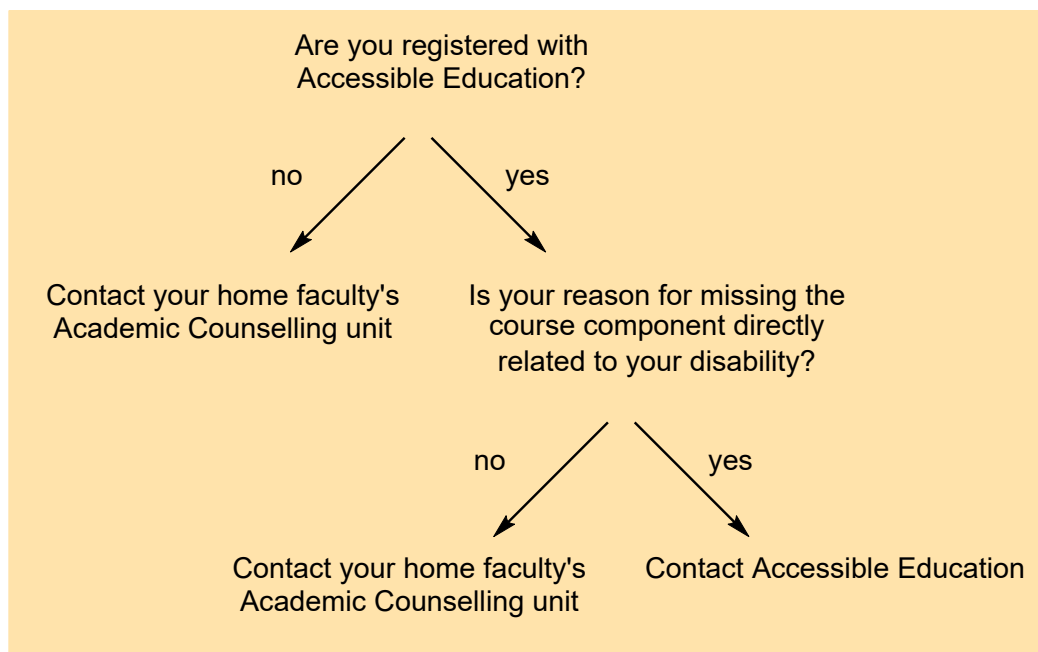 Are you registered with
Accessible Education?
no
yes
Contact your home faculty's
Academic Counselling unit
Is your reason for missing the
course component directly
related to your disability?
no
yes
Contact your home faculty's
Academic Counselling unit
Contact Accessible Education